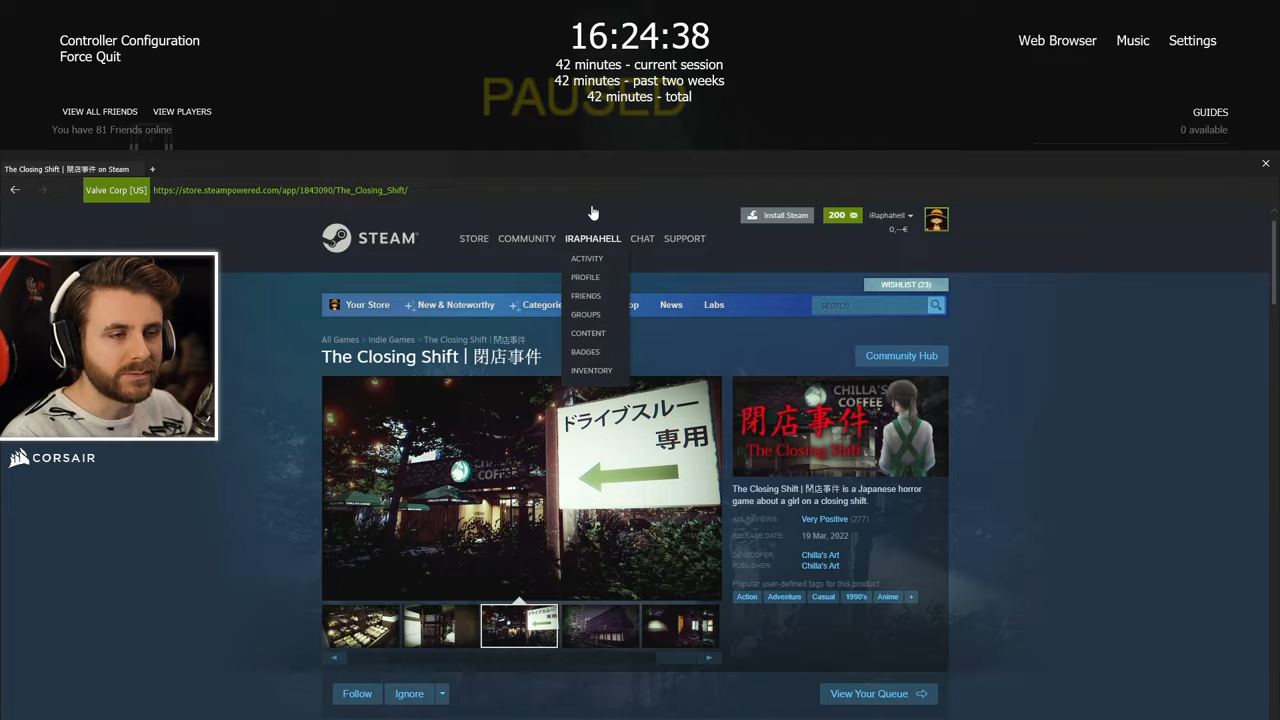 Controller Configuration
Force Quit
16:24:38
42 minutes - current session
42 minutes - past two weeks
42 minutes - total
Web Browser
Music
Settings
PAUSED
VIEW ALL FRIENDS
VIEW PLAYERS
You have 81 Friends online
GUIDES
0 available
The Closing Shift | 閉店事件 on Steam
Valve Corp [US]
https://store.steampowered.com/app/1843090/The_Closing_Shift/
STEAM
STORE
COMMUNITY
IRAPHAHELL
CHAT
SUPPORT
Install Steam
200
iRaphahell
0,--€
ACTIVITY
PROFILE
FRIENDS
GROUPS
CONTENT
BADGES
INVENTORY
WISHLIST (23)
Your Store
New & Noteworthy
Categorie
op
News
Labs
search
All Games > Indie Games > The Closing Shift | 閉店事件
The Closing Shift | 閉店事件
Community Hub
ドライブスルー
専用
CHILLA'S
COFFEE
閉店事件
The Closing Shift
The Closing Shift | 閉店事件 is a Japanese horror
game about a girl on a closing shift.
ALL REVIEWS:
Very Positive (277)
RELEASE DATE:
19 Mar, 2022
DEVELOPER:
Chilla's Art
PUBLISHER:
Chilla's Art
Popular user-defined tags for this product:
Action
Adventure
Casual
1990's
Anime
+
CORSAIR
Follow
Ignore
View Your Queue